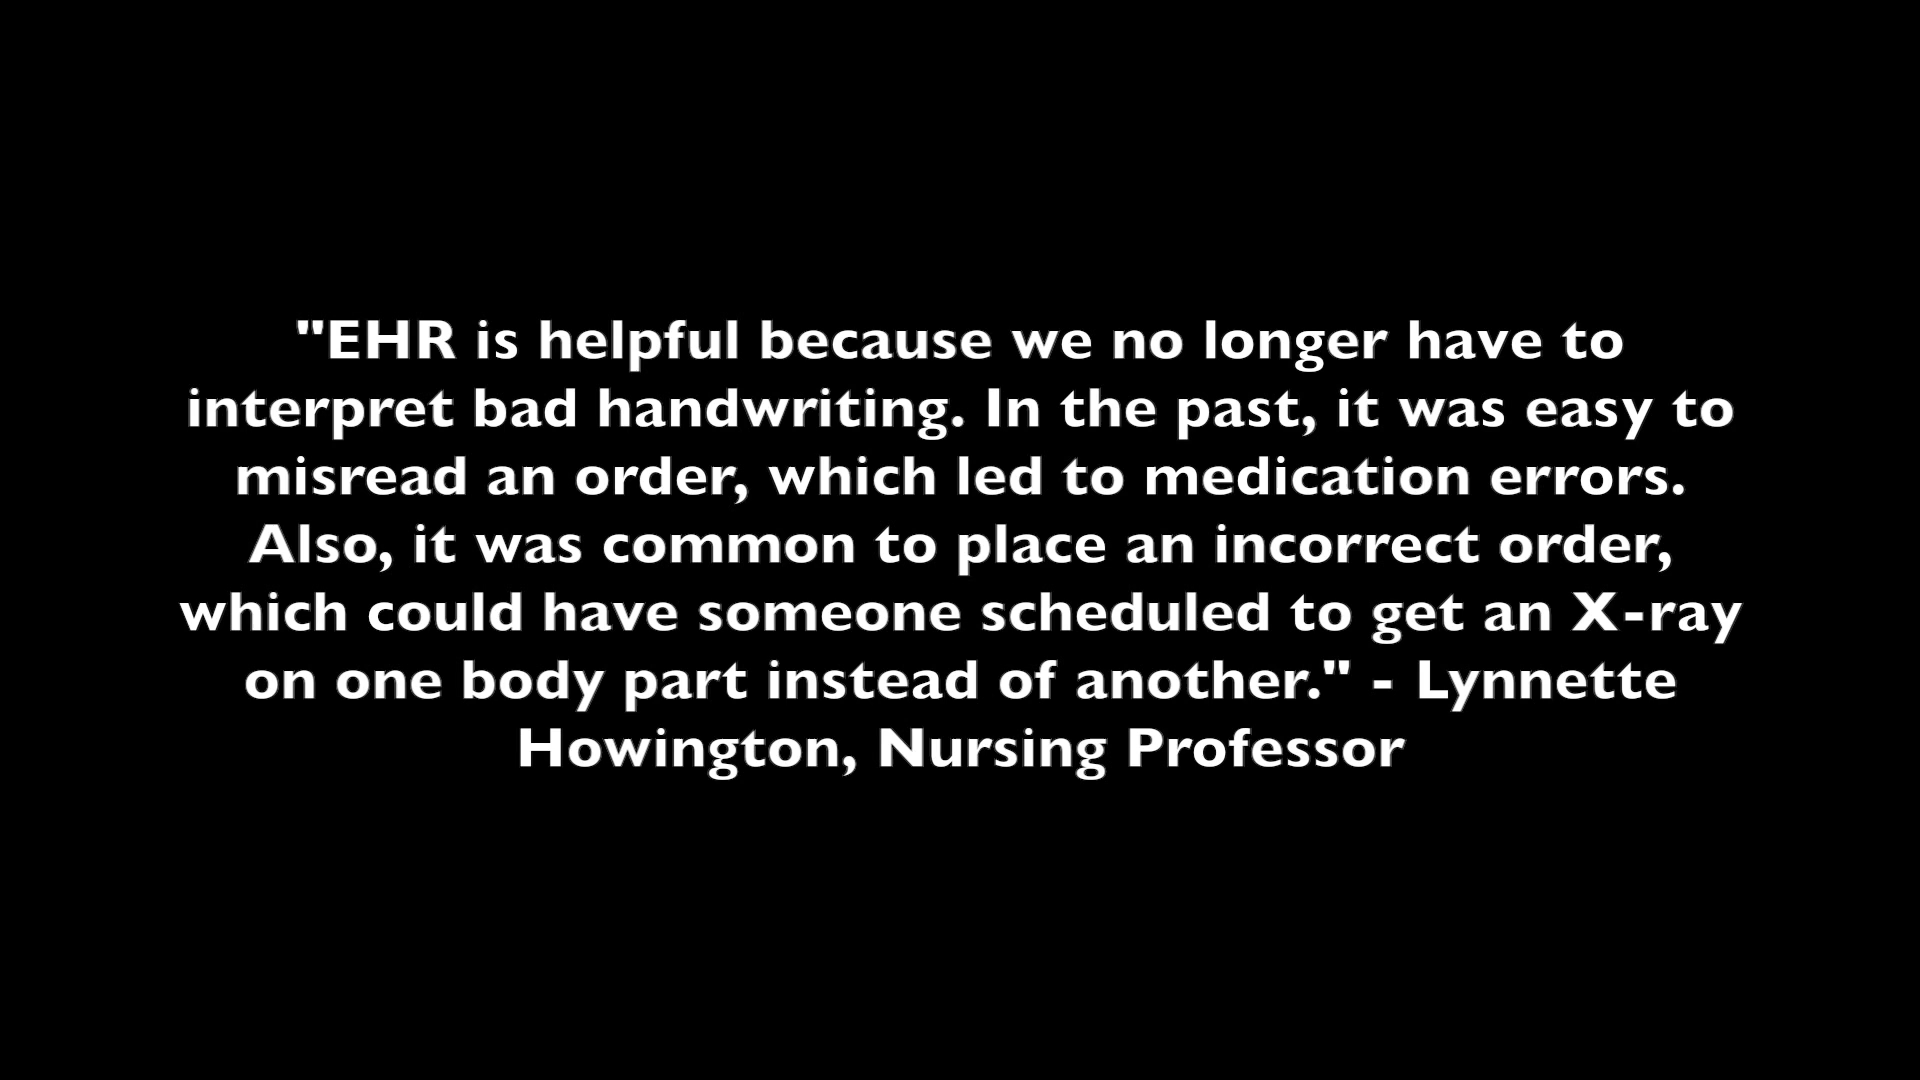 "EHR is helpful because we no longer have to
interpret bad handwriting. In the past, it was easy to
misread an order, which led to medication errors.
Also, it was common to place an incorrect order,
which could have someone scheduled to get an X-ray
on one body part instead of another." - Lynnette
Howington, Nursing Professor